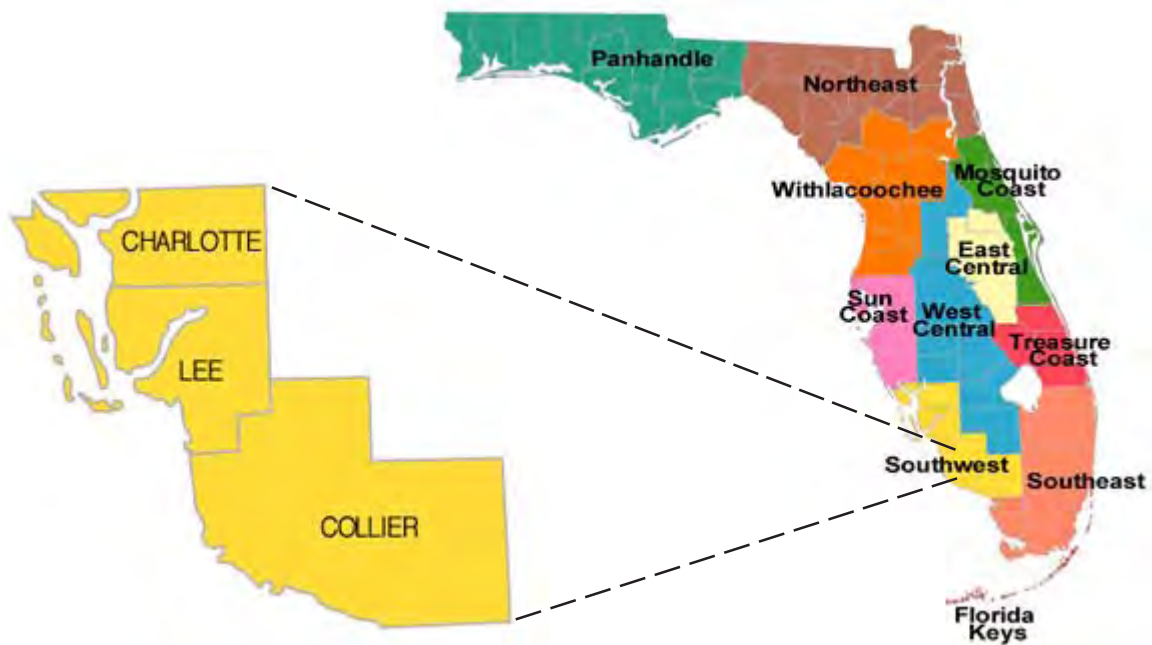 Panhandle
Northeast
Mosquito
Coast
Withlacoochee
East
Central
Sun
Coast
West
Central
Treasure
Coast
Southwest
Southeast
Florida
Keys
CHARLOTTE
LEE
COLLIER